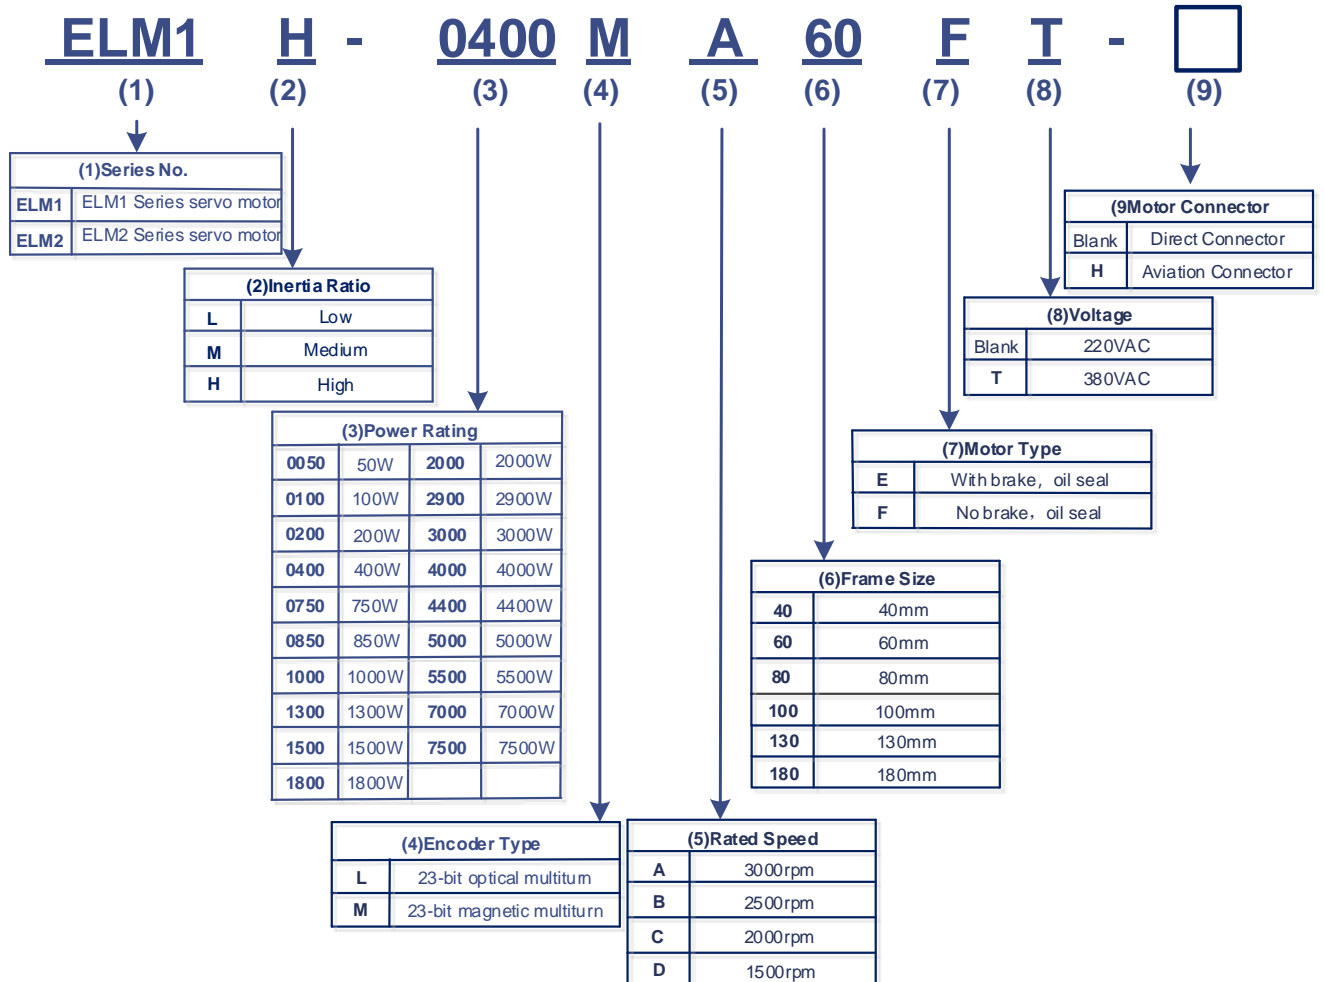 ELM1 H - 0400 M A 60 F T -
(1) (2) (3) (4) (5) (6) (7) (8) (9)
(1)Series No.
ELM1 ELM1 Series servo motor
ELM2 ELM2 Series servo motor
(2)Inertia Ratio
L Low
M Medium
H High
(3)Power Rating
0050 50W 2000 2000W
0100 100W 2900 2900W
0200 200W 3000 3000W
0400 400W 4000 4000W
0750 750W 4400 4400W
0850 850W 5000 5000W
1000 1000W 5500 5500W
1300 1300W 7000 7000W
1500 1500W 7500 7500W
1800 1800W
(4)Encoder Type
L 23-bit optical multiturn
M 23-bit magnetic multiturn
(5)Rated Speed
A 3000rpm
B 2500rpm
C 2000rpm
D 1500rpm
(6)Frame Size
40 40mm
60 60mm
80 80mm
100 100mm
130 130mm
180 180mm
(7)Motor Type
E With brake, oil seal
F No brake, oil seal
(8)Voltage
Blank 220VAC
T 380VAC
(9Motor Connector
Blank Direct Connector
H Aviation Connector